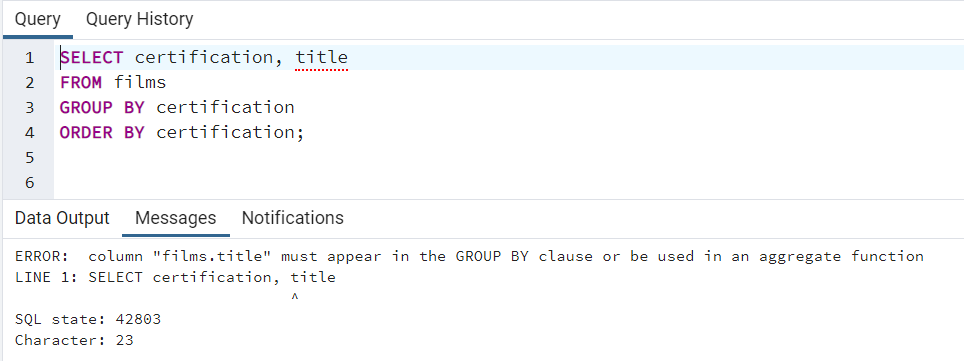 Query Query History
1 SELECT certification, title
2 FROM films
3 GROUP BY certification
4 ORDER BY certification;
5
6
Data Output Messages Notifications
ERROR:  column "films.title" must appear in the GROUP BY clause or be used in an aggregate function
LINE 1: SELECT certification, title
^
SQL state: 42803
Character: 23